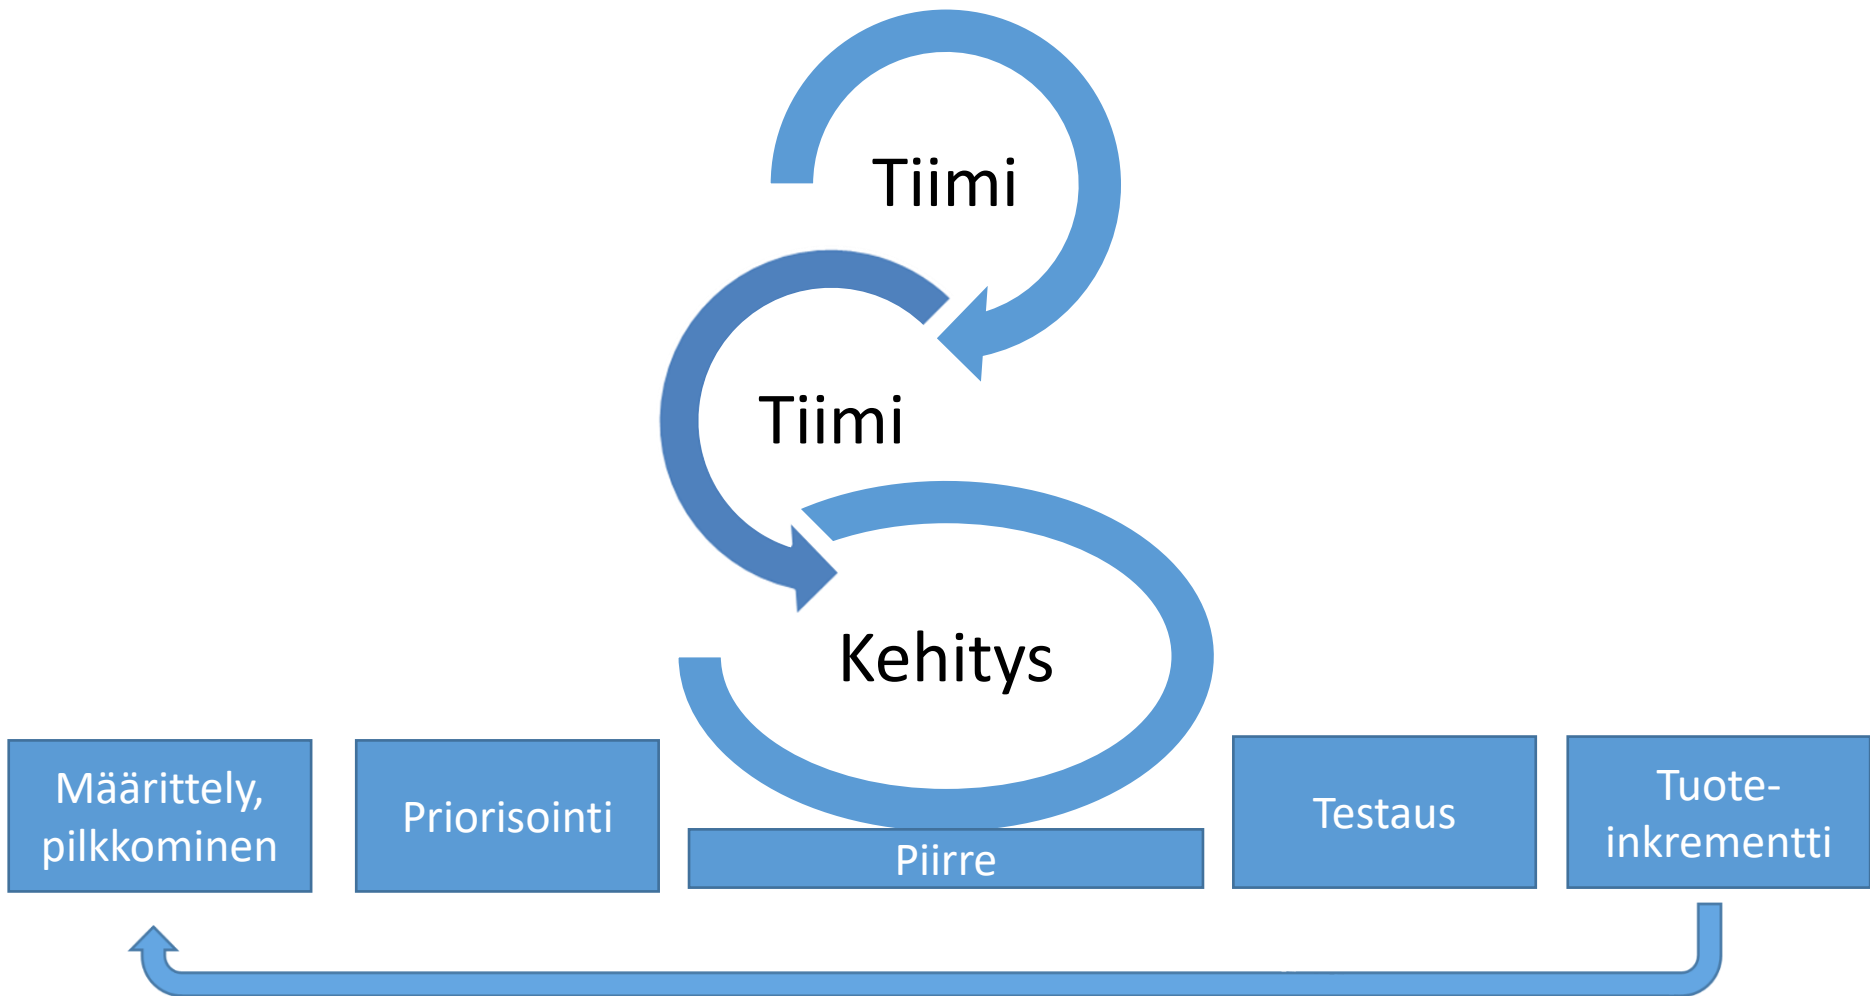 Tiimi
Tiimi
Kehitys
Määrittely,
pilkkominen
Priorisointi
Piirre
Testaus
Tuote-
inkrementti